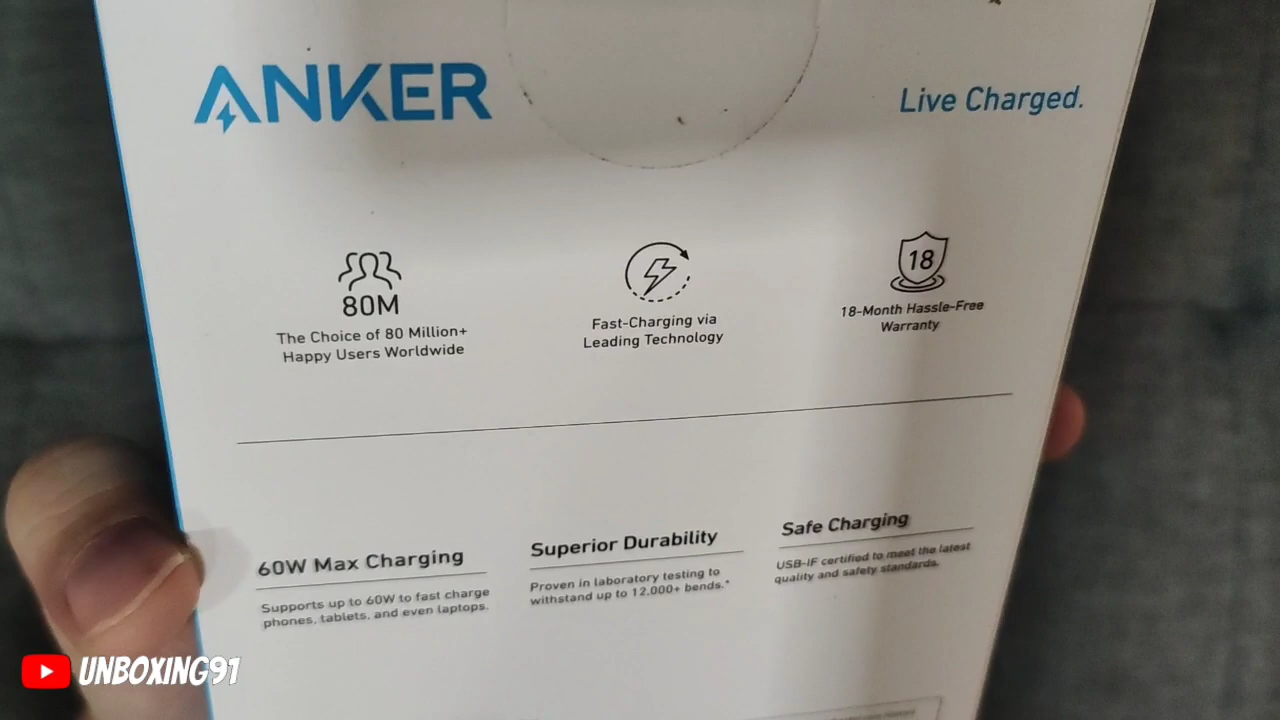 ANKER
Live Charged.
80M
The Choice of 80 Million+
Happy Users Worldwide
Fast-Charging via
Leading Technology
18
18-Month Hassle-Free
Warranty
60W Max Charging
Supports up to 60W to fast charge
phones, tablets, and even laptops.
Superior Durability
Proven in laboratory testing to
withstand up to 12,000+ bends.*
Safe Charging
USB-IF certified to meet the latest
quality and safety standards.
UNBOXING91